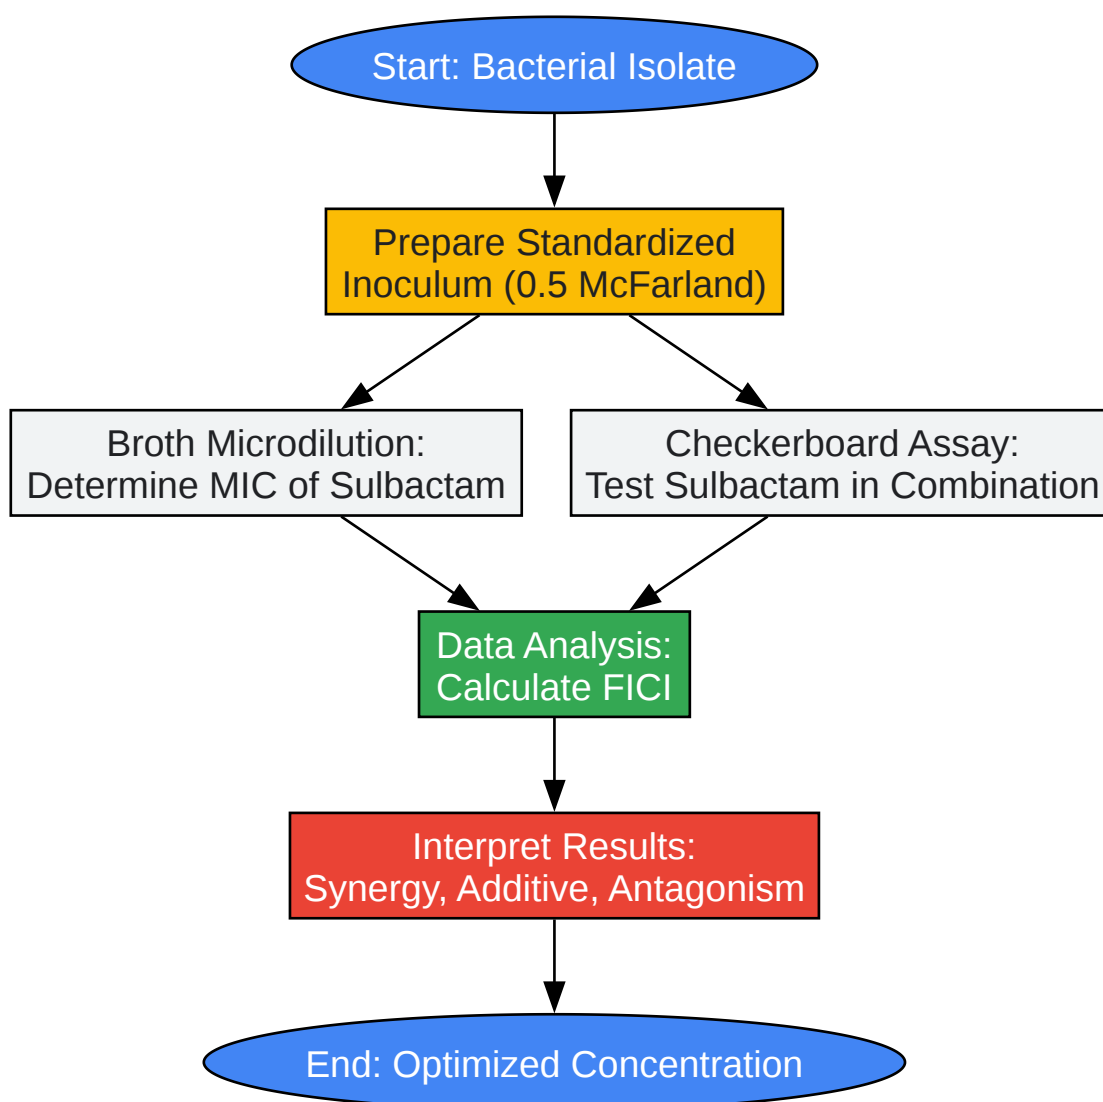 Start: Bacterial Isolate
Prepare Standardized
Inoculum (0.5 McFarland)
Broth Microdilution:
Determine MIC of Sulbactam
Checkerboard Assay:
Test Sulbactam in Combination
Data Analysis:
Calculate FICI
Interpret Results:
Synergy, Additive, Antagonism
End: Optimized Concentration